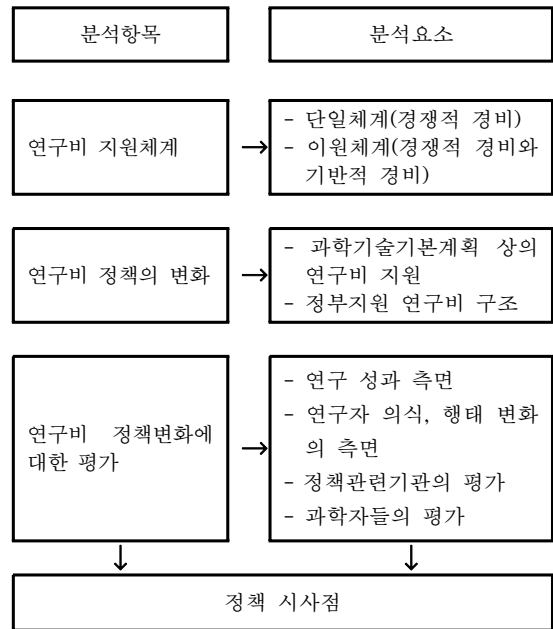 분석항목
분석요소
연구비 지원체계
- 단일체계(경쟁적 경비)
- 이원체계(경쟁적 경비와
기반적 경비)
연구비 정책의 변화
- 과학기술기본계획 상의
연구비 지원
- 정부지원 연구비 구조
연구비 정책변화에
대한 평가
- 연구 성과 측면
- 연구자 의식, 행태 변화
의 측면
- 정책관련기관의 평가
- 과학자들의 평가
정책 시사점